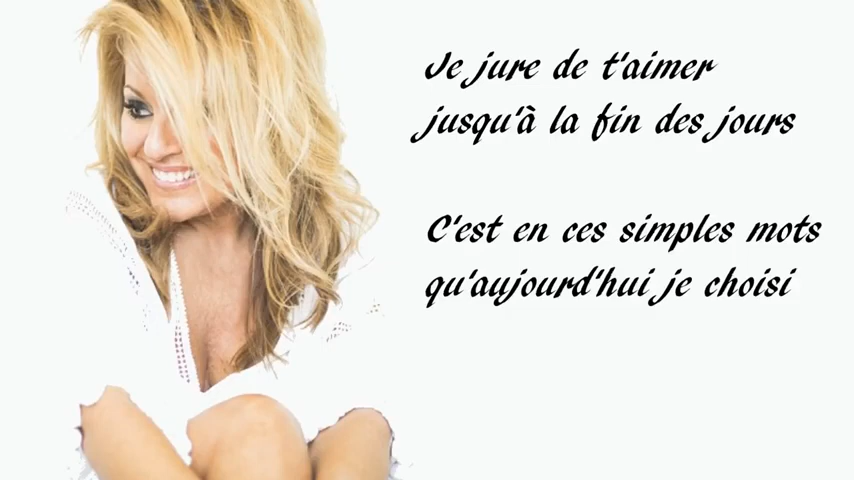 Je jure de t'aimer
jusqu'à la fin des jours
C'est en ces simples mots
qu'aujourd'hui je choisi